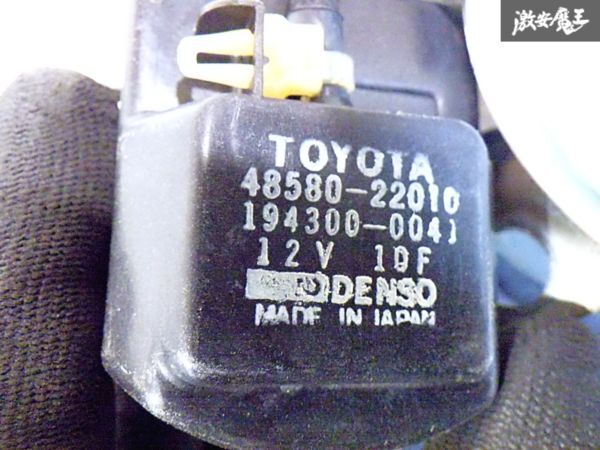 激安魔王
TOYOTA
48580-22010
194300-0041
12V 10F
DENSO
MADE IN JAPAN